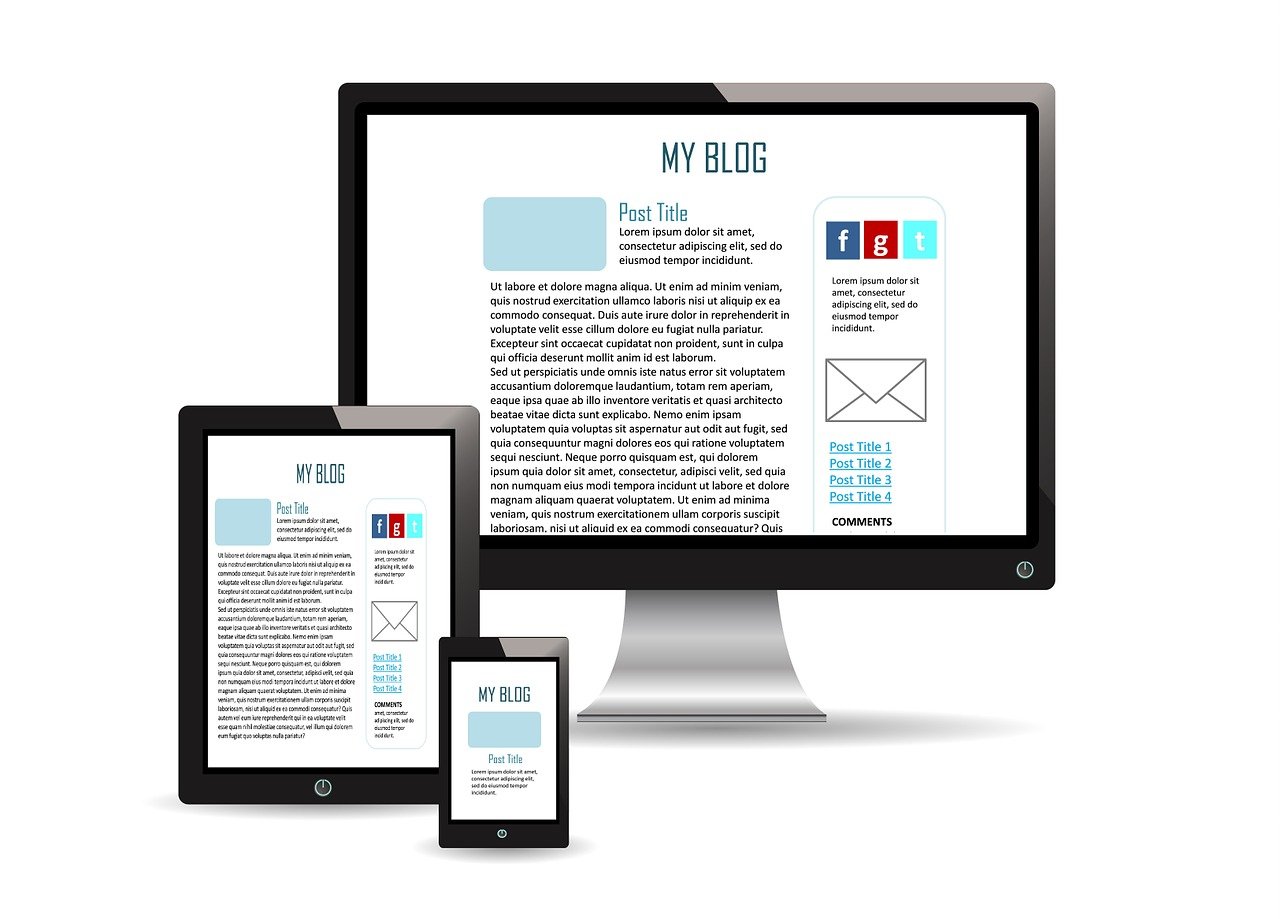 MY BLOG
Post Title
Lorem ipsum dolor sit amet,
consectetur adipiscing elit, sed do
eiusmod tempor incididunt.
Ut labore et dolore magna aliqua. Ut enim ad minim veniam,
quis nostrud exercitation ullamco laboris nisi ut aliquip ex ea
commodo consequat. Duis aute irure dolor in reprehenderit in
voluptate velit esse cillum dolore eu fugiat nulla pariatur.
Excepteur sint occaecat cupidatat non proident, sunt in culpa
qui officia deserunt mollit anim id est laborum.
Sed ut perspiciatis unde omnis iste natus error sit voluptatem
accusantium doloremque laudantium, totam rem aperiam,
eaque ipsa quae ab illo inventore veritatis et quasi architecto
beatae vitae dicta sunt explicabo. Nemo enim ipsam
voluptatem quia voluptas sit aspernatur aut odit aut fugit, sed
quia consequuntur magni dolores eos qui ratione voluptatem
sequi nesciunt. Neque porro quisquam est, qui dolorem
ipsum quia dolor sit amet, consectetur, adipisci velit, sed quia
non numquam eius modi tempora incidunt ut labore et dolore
magnam aliquam quaerat voluptatem. Ut enim ad minima
veniam, quis nostrum exercitationem ullam corporis suscipit
laboriosam, nisi ut aliquid ex ea commodi consequatur? Quis
f g t
Lorem ipsum dolor sit
amet, consectetur
adipiscing elit, sed do
eiusmod tempor
incididunt.
Post Title 1
Post Title 2
Post Title 3
Post Title 4
COMMENTS
MY BLOG
Post Title
Lorem ipsum dolor sit amet,
consectetur adipiscing elit, sed do
eiusmod tempor incididunt.
Ut labore et dolore magna aliqua. Ut enim ad minim veniam,
quis nostrud exercitation ullamco laboris nisi ut aliquip ex ea
commodo consequat. Duis aute irure dolor in reprehenderit in
voluptate velit esse cillum dolore eu fugiat nulla pariatur.
Excepteur sint occaecat cupidatat non proident, sunt in culpa
qui officia deserunt mollit anim id est laborum.
Sed ut perspiciatis unde omnis iste natus error sit voluptatem
accusantium doloremque laudantium, totam rem aperiam,
eaque ipsa quae ab illo inventore veritatis et quasi architecto
beatae vitae dicta sunt explicabo. Nemo enim ipsam
voluptatem quia voluptas sit aspernatur aut odit aut fugit, sed
quia consequuntur magni dolores eos qui ratione voluptatem
sequi nesciunt. Neque porro quisquam est, qui dolorem
ipsum quia dolor sit amet, consectetur, adipisci velit, sed quia
non numquam eius modi tempora incidunt ut labore et dolore
magnam aliquam quaerat voluptatem. Ut enim ad minima
veniam, quis nostrum exercitationem ullam corporis suscipit
laboriosam, nisi ut aliquid ex ea commodi consequatur? Quis
autem vel eum iure reprehenderit qui in ea voluptate velit
esse quam nihil molestiae consequatur, vel illum qui dolorem
eum fugiat quo voluptas nulla pariatur?
f g t
Lorem ipsum dolor sit
amet, consectetur
adipiscing elit, sed do
eiusmod tempor
incididunt.
Post Title 1
Post Title 2
Post Title 3
Post Title 4
COMMENTS
amet, consectetur
adipiscing elit, sed do
eiusmod tempor
incididunt.
MY BLOG
Post Title
Lorem ipsum dolor sit amet,
consectetur adipiscing elit,
sed do eiusmod tempor
incididunt.